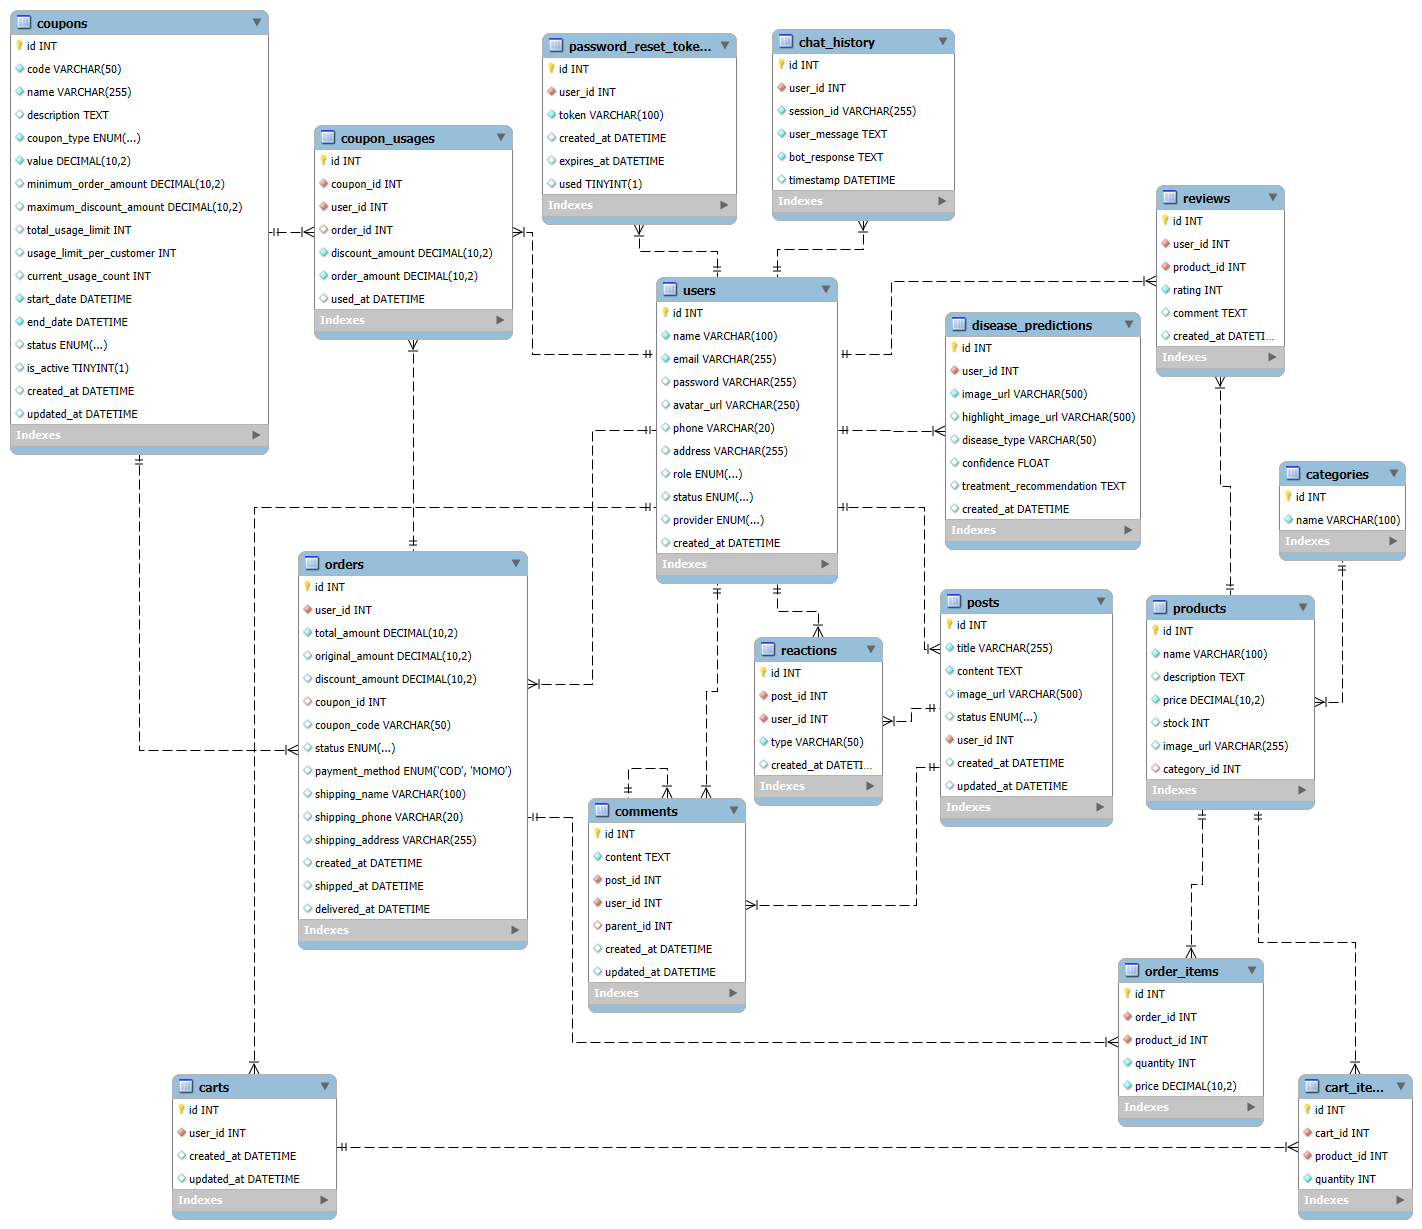 coupons
id INT
code VARCHAR(50)
name VARCHAR(255)
description TEXT
coupon_type ENUM(...)
value DECIMAL(10,2)
minimum_order_amount DECIMAL(10,2)
maximum_discount_amount DECIMAL(10,2)
total_usage_limit INT
usage_limit_per_customer INT
current_usage_count INT
start_date DATETIME
end_date DATETIME
status ENUM(...)
is_active TINYINT(1)
created_at DATETIME
updated_at DATETIME
Indexes
coupon_usages
id INT
coupon_id INT
user_id INT
order_id INT
discount_amount DECIMAL(10,2)
order_amount DECIMAL(10,2)
used_at DATETIME
Indexes
password_reset_toke...
id INT
user_id INT
token VARCHAR(100)
created_at DATETIME
expires_at DATETIME
used TINYINT(1)
Indexes
chat_history
id INT
user_id INT
session_id VARCHAR(255)
user_message TEXT
bot_response TEXT
timestamp DATETIME
Indexes
reviews
id INT
user_id INT
product_id INT
rating INT
comment TEXT
created_at DATETI...
Indexes
users
id INT
name VARCHAR(100)
email VARCHAR(255)
password VARCHAR(255)
avatar_url VARCHAR(250)
phone VARCHAR(20)
address VARCHAR(255)
role ENUM(...)
status ENUM(...)
provider ENUM(...)
created_at DATETIME
Indexes
disease_predictions
id INT
user_id INT
image_url VARCHAR(500)
highlight_image_url VARCHAR(500)
disease_type VARCHAR(50)
confidence FLOAT
treatment_recommendation TEXT
created_at DATETIME
Indexes
categories
id INT
name VARCHAR(100)
Indexes
orders
id INT
user_id INT
total_amount DECIMAL(10,2)
original_amount DECIMAL(10,2)
discount_amount DECIMAL(10,2)
coupon_id INT
coupon_code VARCHAR(50)
status ENUM(...)
payment_method ENUM('COD', 'MOMO')
shipping_name VARCHAR(100)
shipping_phone VARCHAR(20)
shipping_address VARCHAR(255)
created_at DATETIME
shipped_at DATETIME
delivered_at DATETIME
Indexes
reactions
id INT
post_id INT
user_id INT
type VARCHAR(50)
created_at DATETI...
Indexes
posts
id INT
title VARCHAR(255)
content TEXT
image_url VARCHAR(500)
status ENUM(...)
user_id INT
created_at DATETIME
updated_at DATETIME
Indexes
products
id INT
name VARCHAR(100)
description TEXT
price DECIMAL(10,2)
stock INT
image_url VARCHAR(255)
category_id INT
Indexes
comments
id INT
content TEXT
post_id INT
user_id INT
parent_id INT
created_at DATETIME
updated_at DATETIME
Indexes
order_items
id INT
order_id INT
product_id INT
quantity INT
price DECIMAL(10,2)
Indexes
carts
id INT
user_id INT
created_at DATETIME
updated_at DATETIME
Indexes
cart_ite...
id INT
cart_id INT
product_id INT
quantity INT
Indexes